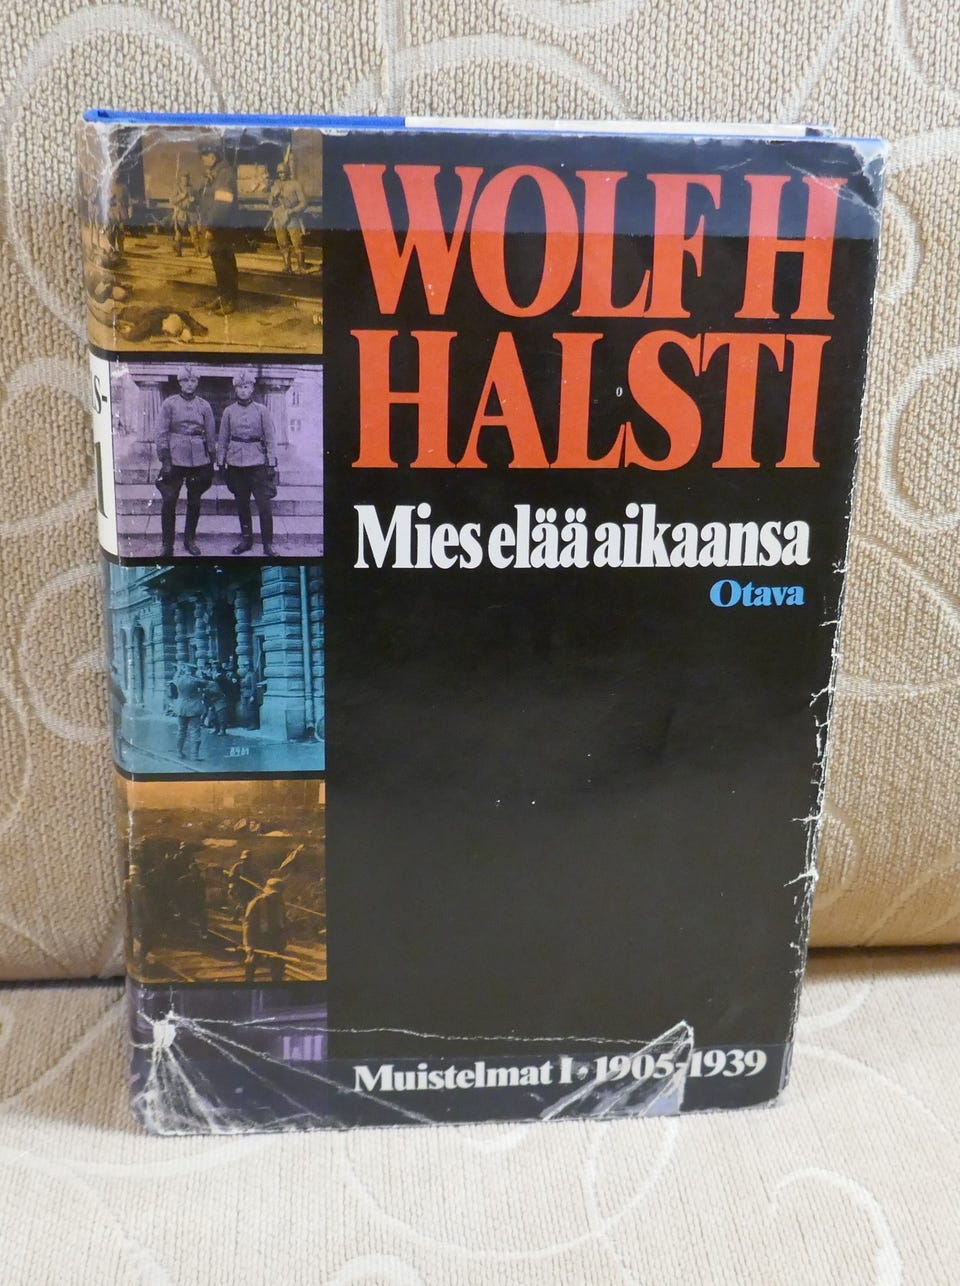 WOLF H
HALSTI
Mies elää aikaansa
Otava
Muistelmat I • 1905-1939